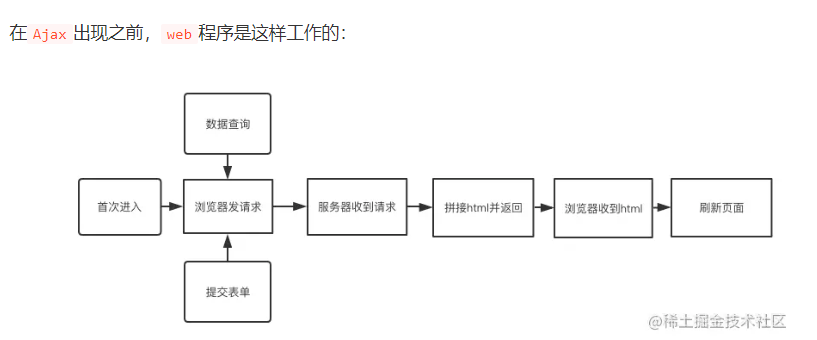 在 Ajax 出现之前，web 程序是这样工作的：
数据查询
首次进入
浏览器发请求
服务器收到请求
拼接html并返回
浏览器收到html
刷新页面
提交表单
@稀土掘金技术社区